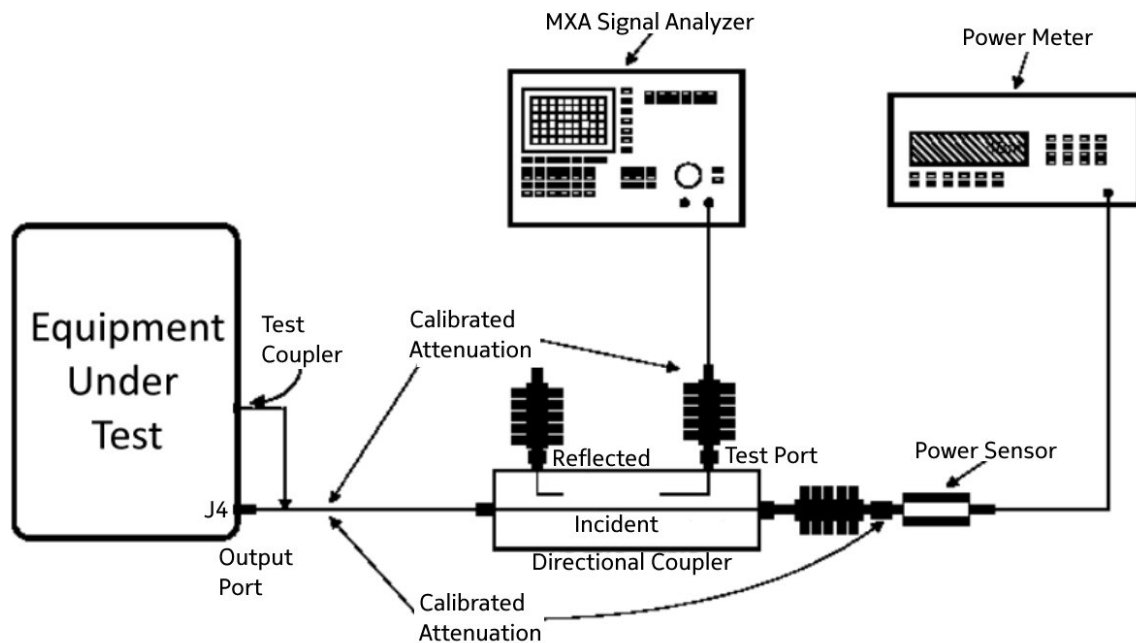 MXA Signal Analyzer
Power Meter
Equipment
Under
Test
Test
Coupler
Calibrated
Attenuation
Reflected
Test Port
Power Sensor
J4
Incident
Output
Port
Directional Coupler
Calibrated
Attenuation